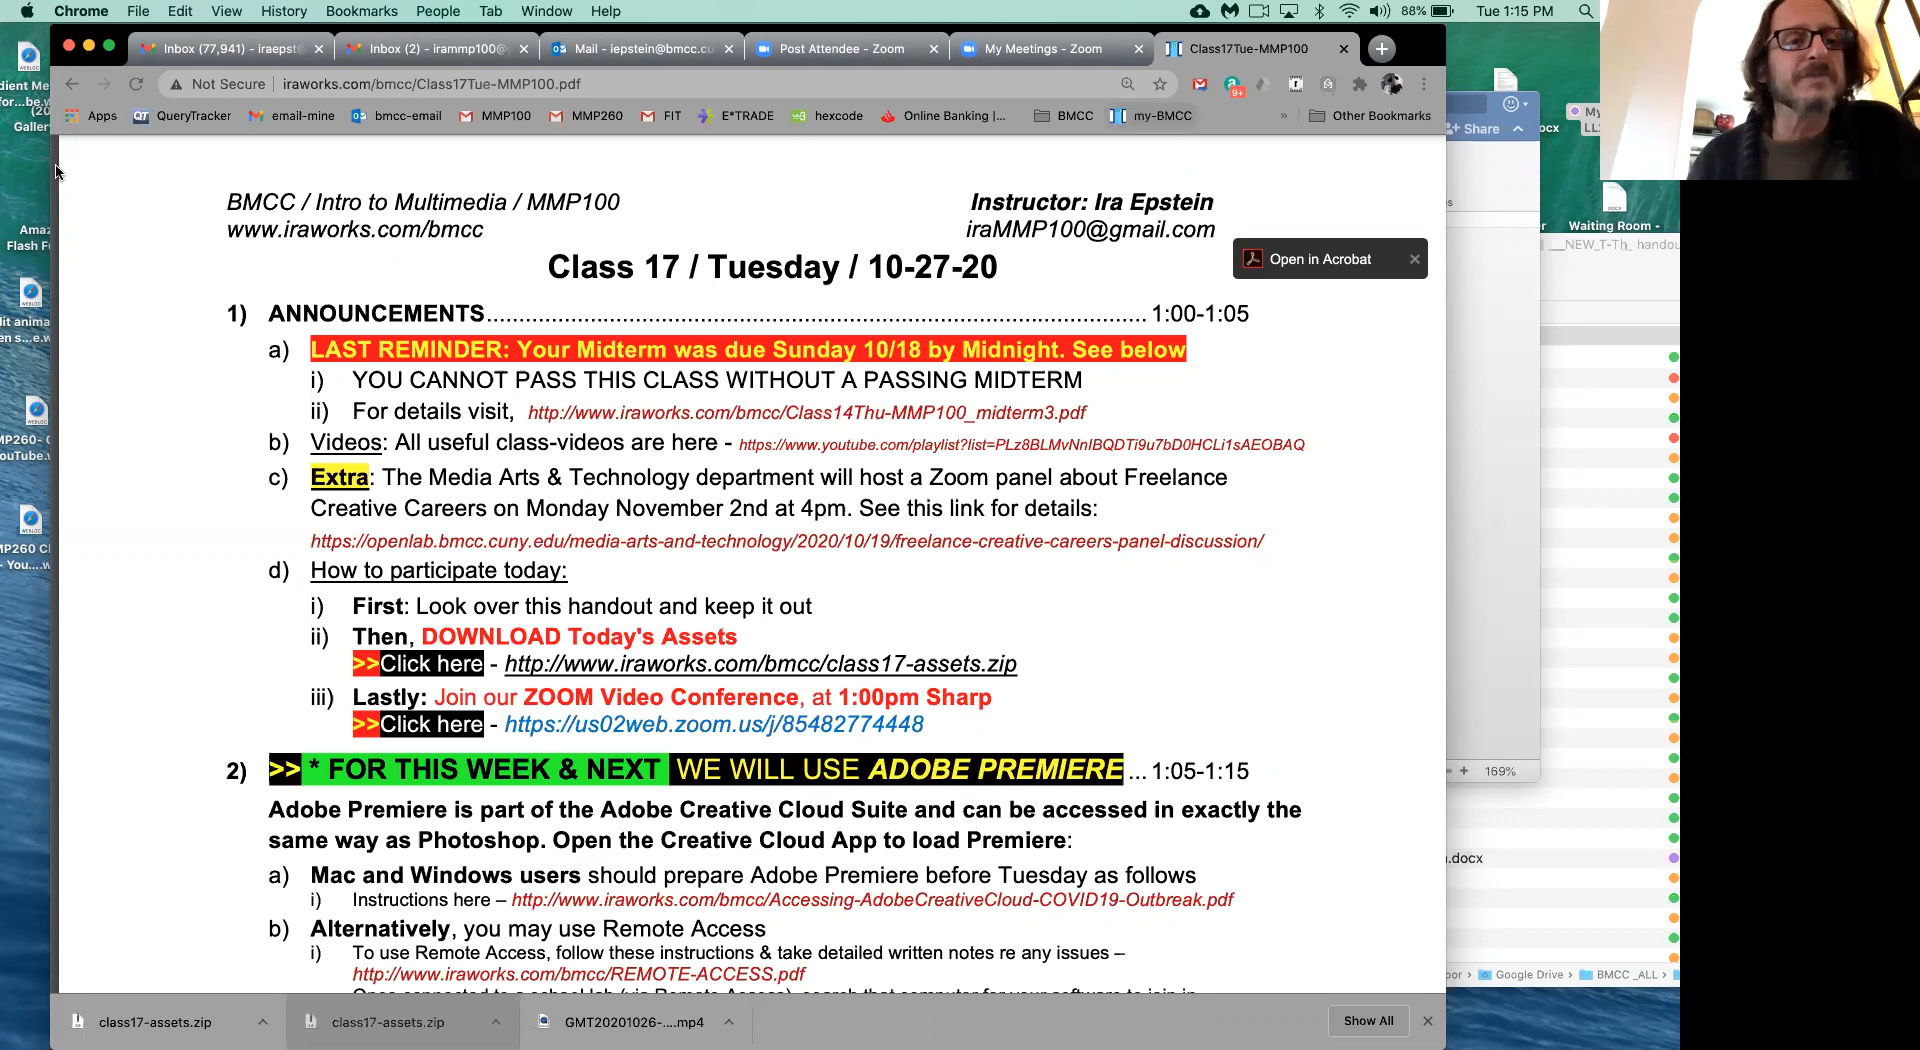 Chrome File Edit View History Bookmarks People Tab Window Help 88% Tue 1:15 PM
Inbox (77,941) - iraepst@ Inbox (2) - irammp100@g Mail - iepstein@bmcc.cu Post Attendee - Zoom My Meetings - Zoom Class17Tue-MMP100
Not Secure iraworks.com/bmcc/Class17Tue-MMP100.pdf 9+
Apps QueryTracker email-mine bmcc-email MMP100 MMP260 FIT E*TRADE hexcode Online Banking |... BMCC my-BMCC » Other Bookmarks
BMCC / Intro to Multimedia / MMP100 Instructor: Ira Epstein
www.iraworks.com/bmcc iraMMP100@gmail.com
Class 17 / Tuesday / 10-27-20
Open in Acrobat
1) ANNOUNCEMENTS........................................................................................................ 1:00-1:05
a) LAST REMINDER: Your Midterm was due Sunday 10/18 by Midnight. See below
i) YOU CANNOT PASS THIS CLASS WITHOUT A PASSING MIDTERM
ii) For details visit, http://www.iraworks.com/bmcc/Class14Thu-MMP100_midterm3.pdf
b) Videos: All useful class-videos are here - https://www.youtube.com/playlist?list=PLz8BLMvNnIBQDTi9u7bD0HCLi1sAEOBAQ
c) Extra: The Media Arts & Technology department will host a Zoom panel about Freelance
Creative Careers on Monday November 2nd at 4pm. See this link for details:
https://openlab.bmcc.cuny.edu/media-arts-and-technology/2020/10/19/freelance-creative-careers-panel-discussion/
d) How to participate today:
i) First: Look over this handout and keep it out
ii) Then, DOWNLOAD Today's Assets
>>Click here - http://www.iraworks.com/bmcc/class17-assets.zip
iii) Lastly: Join our ZOOM Video Conference, at 1:00pm Sharp
>>Click here - https://us02web.zoom.us/j/85482774448
2) >> * FOR THIS WEEK & NEXT WE WILL USE ADOBE PREMIERE ... 1:05-1:15
Adobe Premiere is part of the Adobe Creative Cloud Suite and can be accessed in exactly the
same way as Photoshop. Open the Creative Cloud App to load Premiere:
a) Mac and Windows users should prepare Adobe Premiere before Tuesday as follows
i) Instructions here – http://www.iraworks.com/bmcc/Accessing-AdobeCreativeCloud-COVID19-Outbreak.pdf
b) Alternatively, you may use Remote Access
i) To use Remote Access, follow these instructions & take detailed written notes re any issues –
http://www.iraworks.com/bmcc/REMOTE-ACCESS.pdf
class17-assets.zip class17-assets.zip GMT20201026-....mp4 Show All
Share
Waiting Room -
169%
Google Drive › BMCC _ALL ›